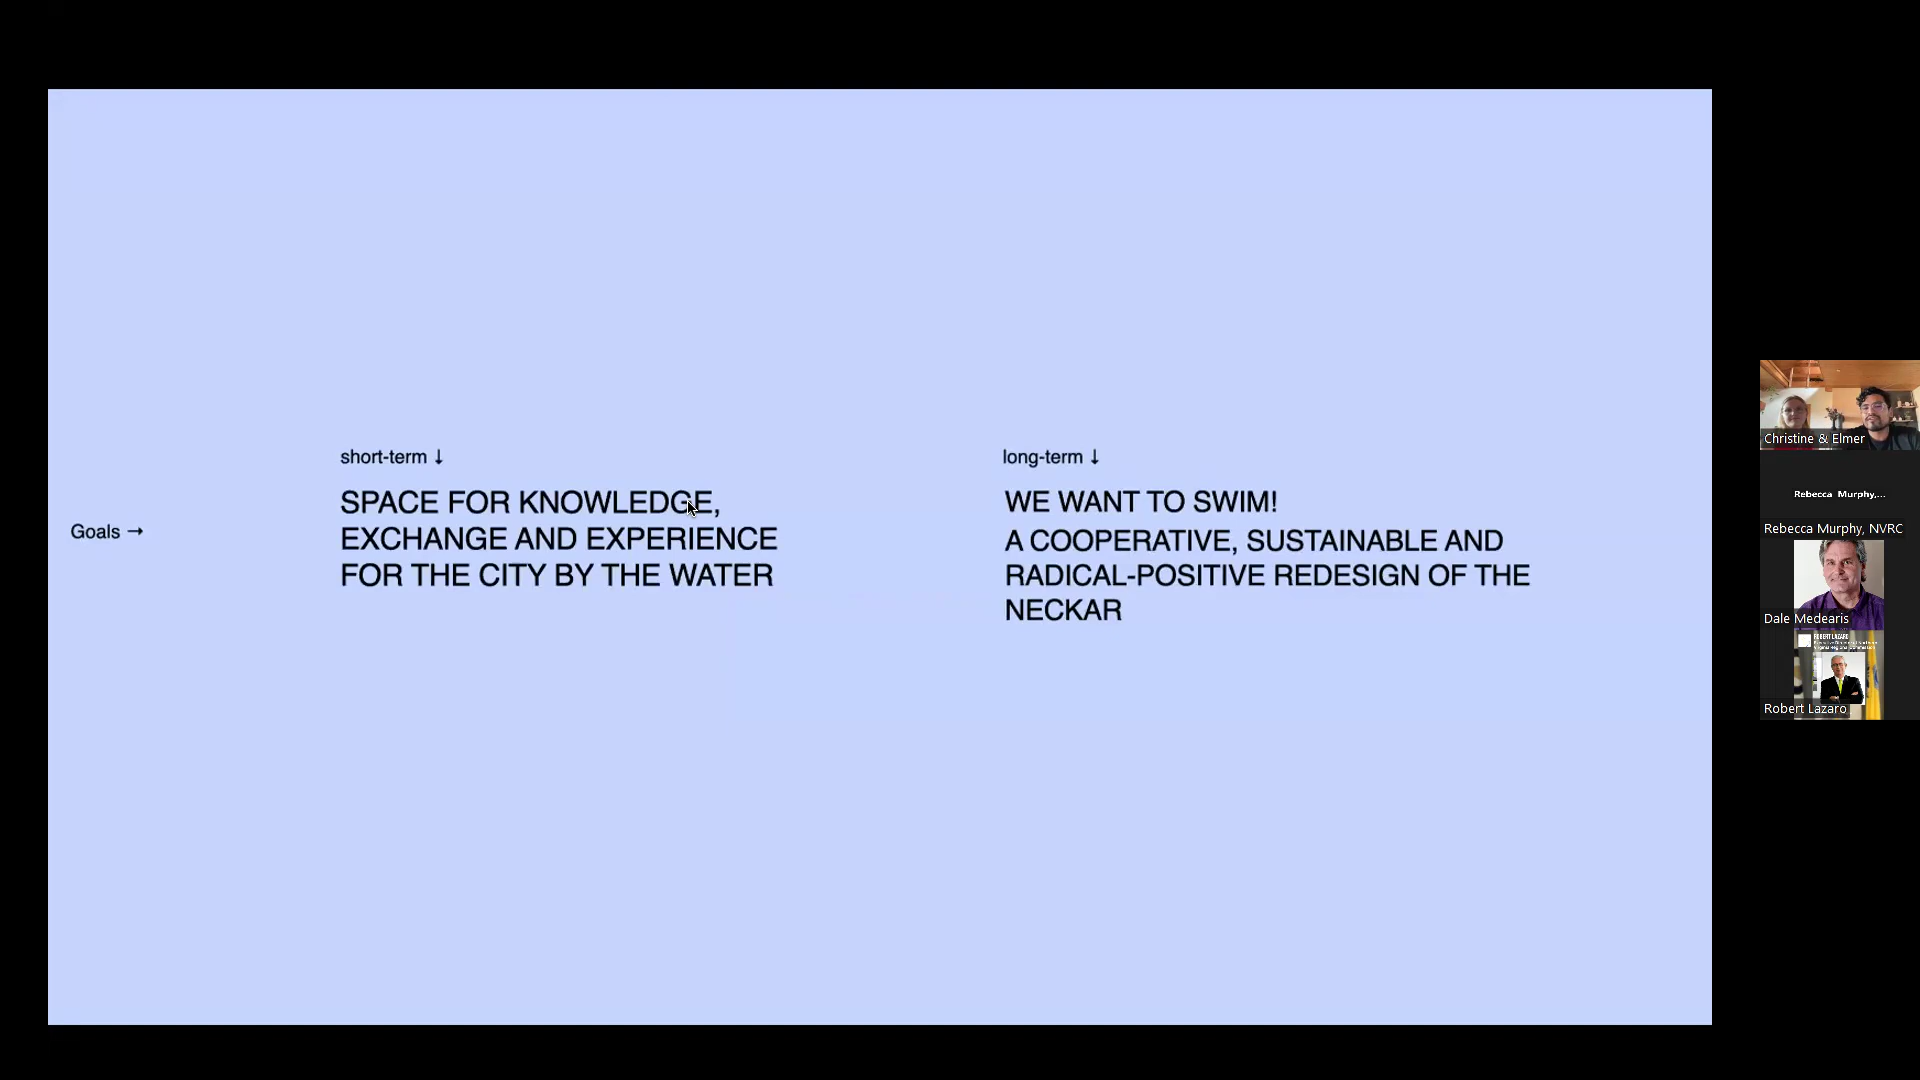 short-term ↓
long-term ↓
Goals →
SPACE FOR KNOWLEDGE,
EXCHANGE AND EXPERIENCE
FOR THE CITY BY THE WATER
WE WANT TO SWIM!
A COOPERATIVE, SUSTAINABLE AND
RADICAL-POSITIVE REDESIGN OF THE
NECKAR
Christine & Elmer
Rebecca Murphy,...
Rebecca Murphy, NVRC
Dale Medearis
ROBERT LAZARO
Robert Lazaro